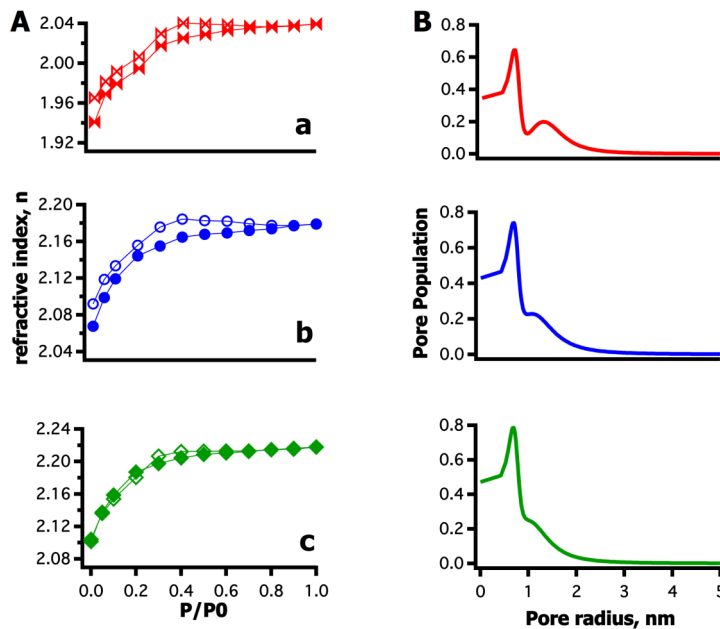 A
2.04
2.00
1.96
1.92
a
refractive index, n
2.20
2.16
2.12
2.08
2.04
b
2.24
2.20
2.16
2.12
2.08
c
0.0 0.2 0.4 0.6 0.8 1.0
P/P0
B
0.8
0.6
0.4
0.2
0.0
Pore Population
0.8
0.6
0.4
0.2
0.0
0.8
0.6
0.4
0.2
0.0
0 1 2 3 4 5
Pore radius, nm